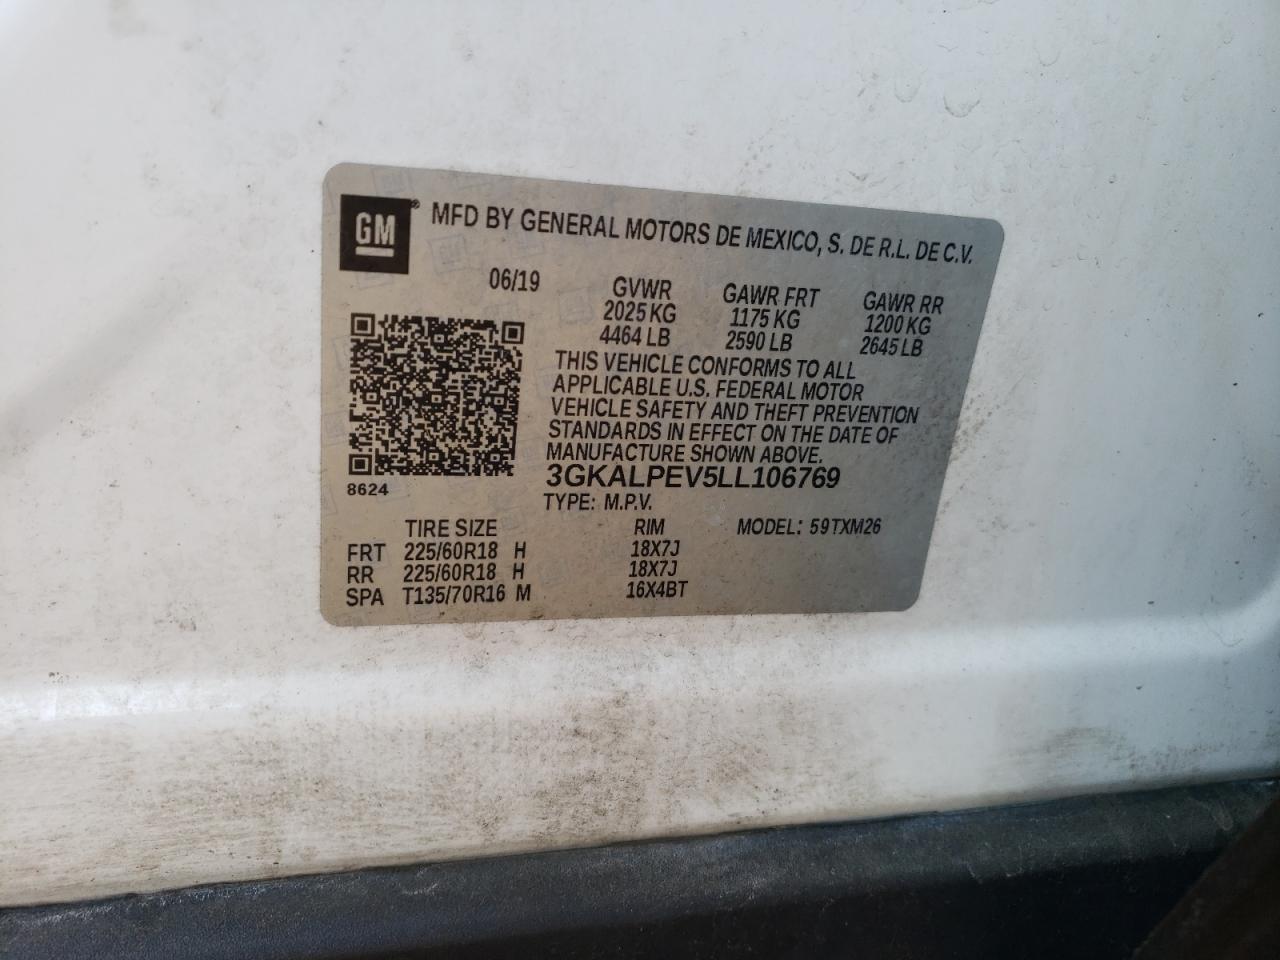 GM® MFD BY GENERAL MOTORS DE MEXICO, S. DE R.L. DE C.V.
06/19 GVWR GAWR FRT GAWR RR
2025 KG 1175 KG 1200 KG
4464 LB 2590 LB 2645 LB
THIS VEHICLE CONFORMS TO ALL
APPLICABLE U.S. FEDERAL MOTOR
VEHICLE SAFETY AND THEFT PREVENTION
STANDARDS IN EFFECT ON THE DATE OF
MANUFACTURE SHOWN ABOVE.
3GKALPEV5LL106769
8624
TYPE: M.P.V.
TIRE SIZE RIM MODEL: 59TXM26
FRT 225/60R18 H 18X7J
RR 225/60R18 H 18X7J
SPA T135/70R16 M 16X4BT